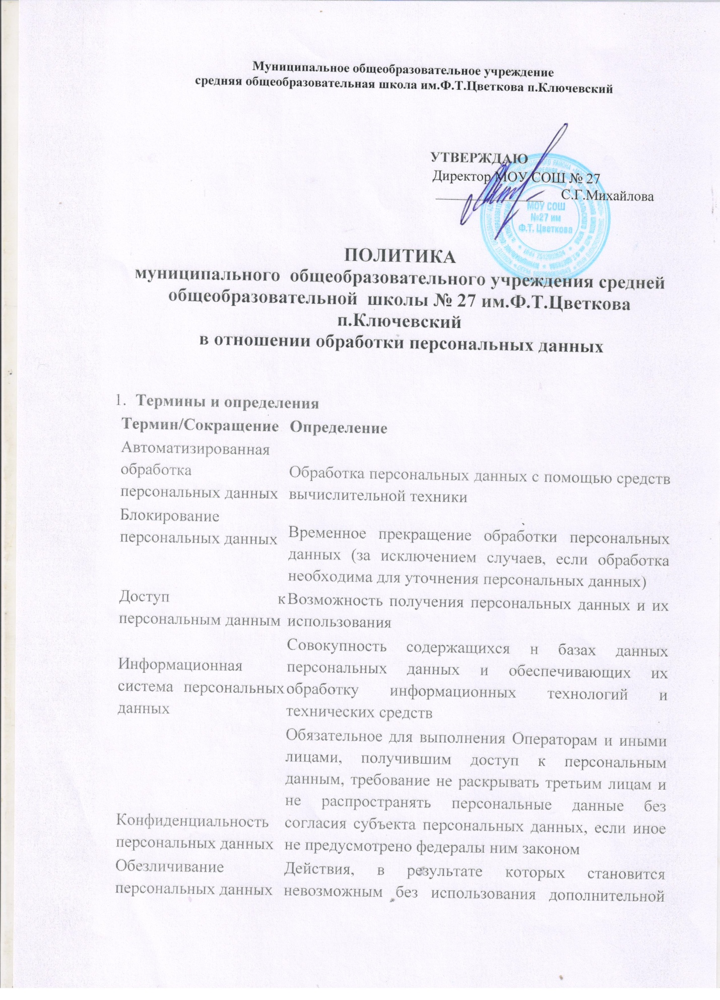 Муниципальное общеобразовательное учреждение
средняя общеобразовательная школа им.Ф.Т.Цветкова п.Ключевский
УТВЕРЖДАЮ
Директор МОУ СОШ № 27
С.Г.Михайлова
МОУ СОШ
№27 им
Ф.Т. Цветкова
ПОЛИТИКА
муниципального общеобразовательного учреждения средней
общеобразовательной школы № 27 им.Ф.Т.Цветкова
п.Ключевский
в отношении обработки персональных данных
1. Термины и определения
Термин/Сокращение Определение
Автоматизированная
обработка
персональных данных
Обработка персональных данных с помощью средств
вычислительной техники
Блокирование
персональных данных
Временное прекращение обработки персональных
данных (за исключением случаев, если обработка
необходима для уточнения персональных данных)
Доступ к
персональным данным
Возможность получения персональных данных и их
использования
Информационная
система персональных
данных
Совокупность содержащихся н базах данных
персональных данных и обеспечивающих их
обработку информационных технологий и
технических средств
Конфиденциальность
персональных данных
Обязательное для выполнения Операторам и иными
лицами, получившим доступ к персональным
данным, требование не раскрывать третьим лицам и
не распространять персональные данные без
согласия субъекта персональных данных, если иное
не предусмотрено федералы ним законом
Обезличивание
персональных данных
Действия, в результате которых становится
невозможным без использования дополнительной